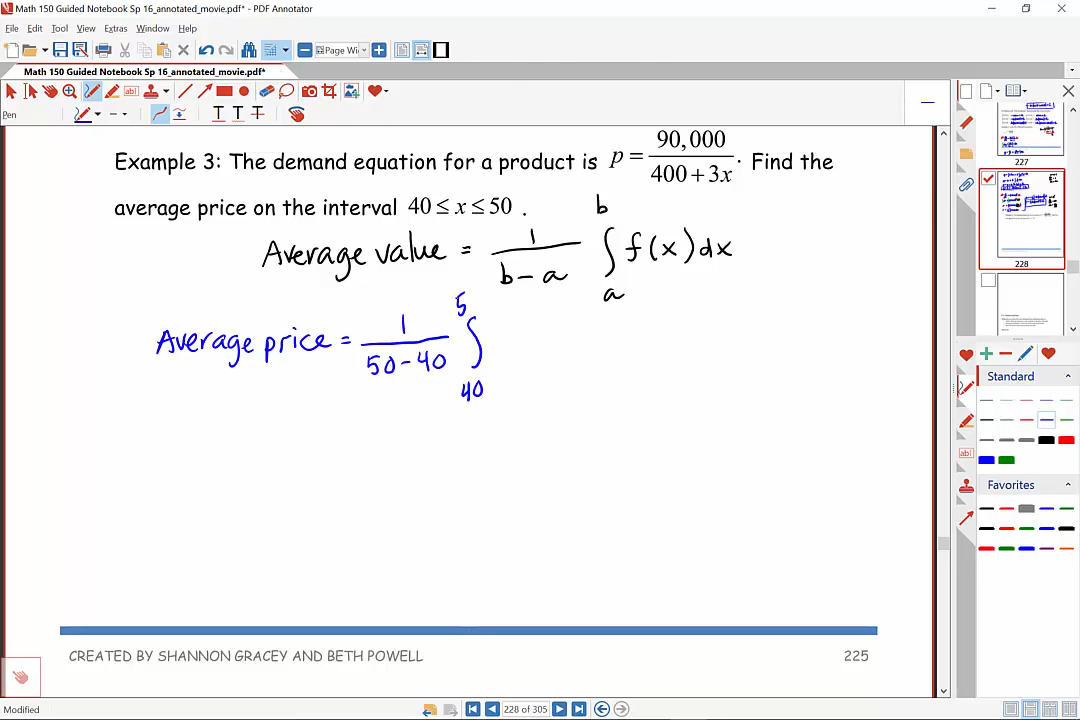 Math 150 Guided Notebook Sp 16_annotated_movie.pdf* - PDF Annotator
File Edit Tool View Extras Window Help
Page Wi
Math 150 Guided Notebook Sp 16_annotated_movie.pdf*
Pen
Example 3: The demand equation for a product is p = 90,000 / (400 + 3x). Find the
average price on the interval 40 ≤ x ≤ 50 .
Average value = 1/(b - a) ∫_a^b f(x)dx
Average price = 1/(50 - 40) ∫_40^5
CREATED BY SHANNON GRACEY AND BETH POWELL 225
227
228
Standard
Favorites
Modified
228 of 305